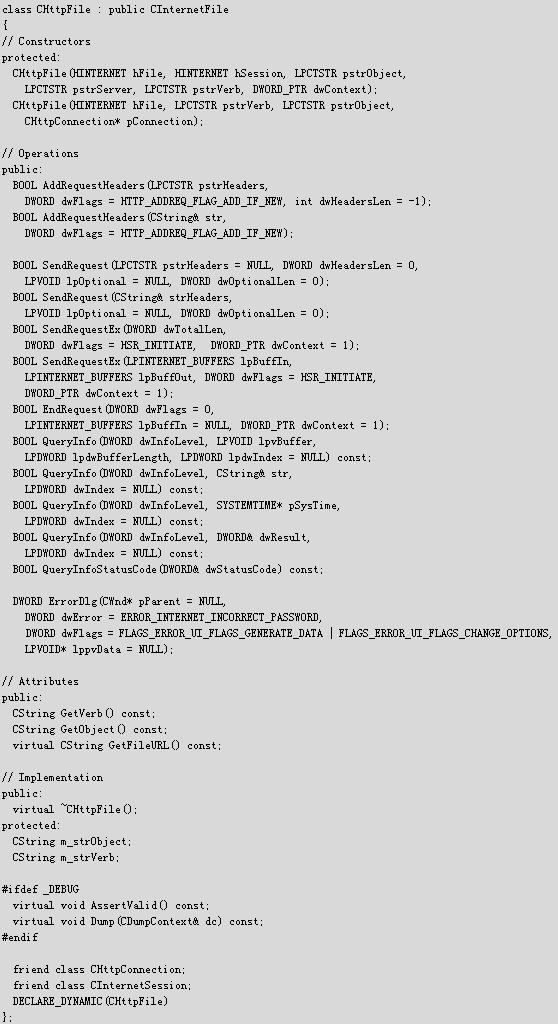 class CHttpFile : public CInternetFile
{
// Constructors
protected:
  CHttpFile(HINTERNET hFile, HINTERNET hSession, LPCTSTR pstrObject,
    LPCTSTR pstrServer, LPCTSTR pstrVerb, DWORD_PTR dwContext);
  CHttpFile(HINTERNET hFile, LPCTSTR pstrVerb, LPCTSTR pstrObject,
    CHttpConnection* pConnection);

// Operations
public:
  BOOL AddRequestHeaders(LPCTSTR pstrHeaders,
    DWORD dwFlags = HTTP_ADDREQ_FLAG_ADD_IF_NEW, int dwHeadersLen = -1);
  BOOL AddRequestHeaders(CString& str,
    DWORD dwFlags = HTTP_ADDREQ_FLAG_ADD_IF_NEW);

  BOOL SendRequest(LPCTSTR pstrHeaders = NULL, DWORD dwHeadersLen = 0,
    LPVOID lpOptional = NULL, DWORD dwOptionalLen = 0);
  BOOL SendRequest(CString& strHeaders,
    LPVOID lpOptional = NULL, DWORD dwOptionalLen = 0);
  BOOL SendRequestEx(DWORD dwTotalLen,
    DWORD dwFlags = HSR_INITIATE,  DWORD_PTR dwContext = 1);
  BOOL SendRequestEx(LPINTERNET_BUFFERS lpBuffIn,
    LPINTERNET_BUFFERS lpBuffOut, DWORD dwFlags = HSR_INITIATE,
    DWORD_PTR dwContext = 1);
  BOOL EndRequest(DWORD dwFlags = 0,
    LPINTERNET_BUFFERS lpBuffIn = NULL, DWORD_PTR dwContext = 1);
  BOOL QueryInfo(DWORD dwInfoLevel, LPVOID lpvBuffer,
    LPDWORD lpdwBufferLength, LPDWORD lpdwIndex = NULL) const;
  BOOL QueryInfo(DWORD dwInfoLevel, CString& str,
    LPDWORD dwIndex = NULL) const;
  BOOL QueryInfo(DWORD dwInfoLevel, SYSTEMTIME* pSysTime,
    LPDWORD dwIndex = NULL) const;
  BOOL QueryInfo(DWORD dwInfoLevel, DWORD& dwResult,
    LPDWORD dwIndex = NULL) const;
  BOOL QueryInfoStatusCode(DWORD& dwStatusCode) const;

  DWORD ErrorDlg(CWnd* pParent = NULL,
    DWORD dwError = ERROR_INTERNET_INCORRECT_PASSWORD,
    DWORD dwFlags = FLAGS_ERROR_UI_FLAGS_GENERATE_DATA | FLAGS_ERROR_UI_FLAGS_CHANGE_OPTIONS,
    LPVOID* lppvData = NULL);

// Attributes
public:
  CString GetVerb() const;
  CString GetObject() const;
  virtual CString GetFileURL() const;

// Implementation
public:
  virtual ~CHttpFile();
protected:
  CString m_strObject;
  CString m_strVerb;

#ifdef _DEBUG
  virtual void AssertValid() const;
  virtual void Dump(CDumpContext& dc) const;
#endif

  friend class CHttpConnection;
  friend class CInternetSession;
  DECLARE_DYNAMIC(CHttpFile)
};